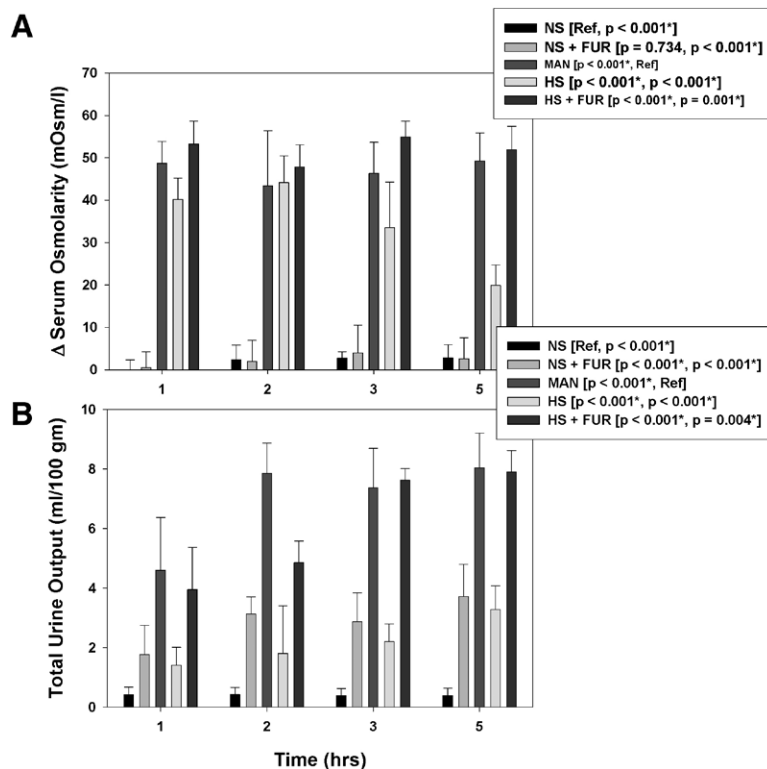 A
NS [Ref, p < 0.001*]
NS + FUR [p = 0.734, p < 0.001*]
MAN [p < 0.001*, Ref]
HS [p < 0.001*, p < 0.001*]
HS + FUR [p < 0.001*, p = 0.001*]
Δ Serum Osmolarity (mOsm/l)
70
60
50
40
30
20
10
0
1 2 3 5
B
NS [Ref, p < 0.001*]
NS + FUR [p < 0.001*, p < 0.001*]
MAN [p < 0.001*, Ref]
HS [p < 0.001*, p < 0.001*]
HS + FUR [p < 0.001*, p = 0.004*]
Total Urine Output (ml/100 gm)
10
8
6
4
2
0
1 2 3 5
Time (hrs)